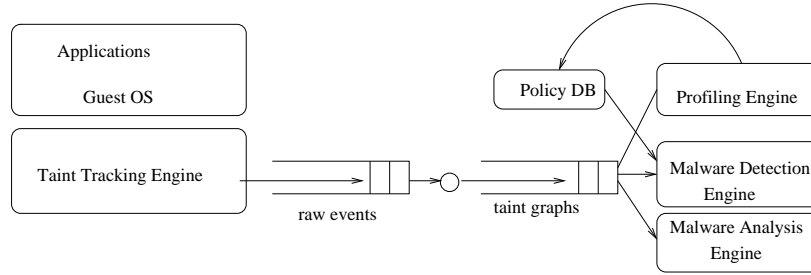 Applications
Guest OS
Taint Tracking Engine
raw events
taint graphs
Policy DB
Profiling Engine
Malware Detection
Engine
Malware Analysis
Engine